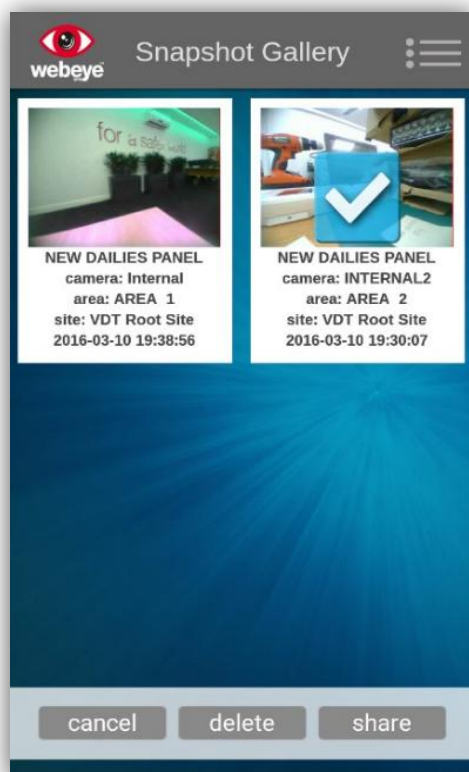 webeye
Snapshot Gallery
for a safer world
NEW DAILIES PANEL
camera: Internal
area: AREA 1
site: VDT Root Site
2016-03-10 19:38:56
NEW DAILIES PANEL
camera: INTERNAL2
area: AREA 2
site: VDT Root Site
2016-03-10 19:30:07
cancel
delete
share